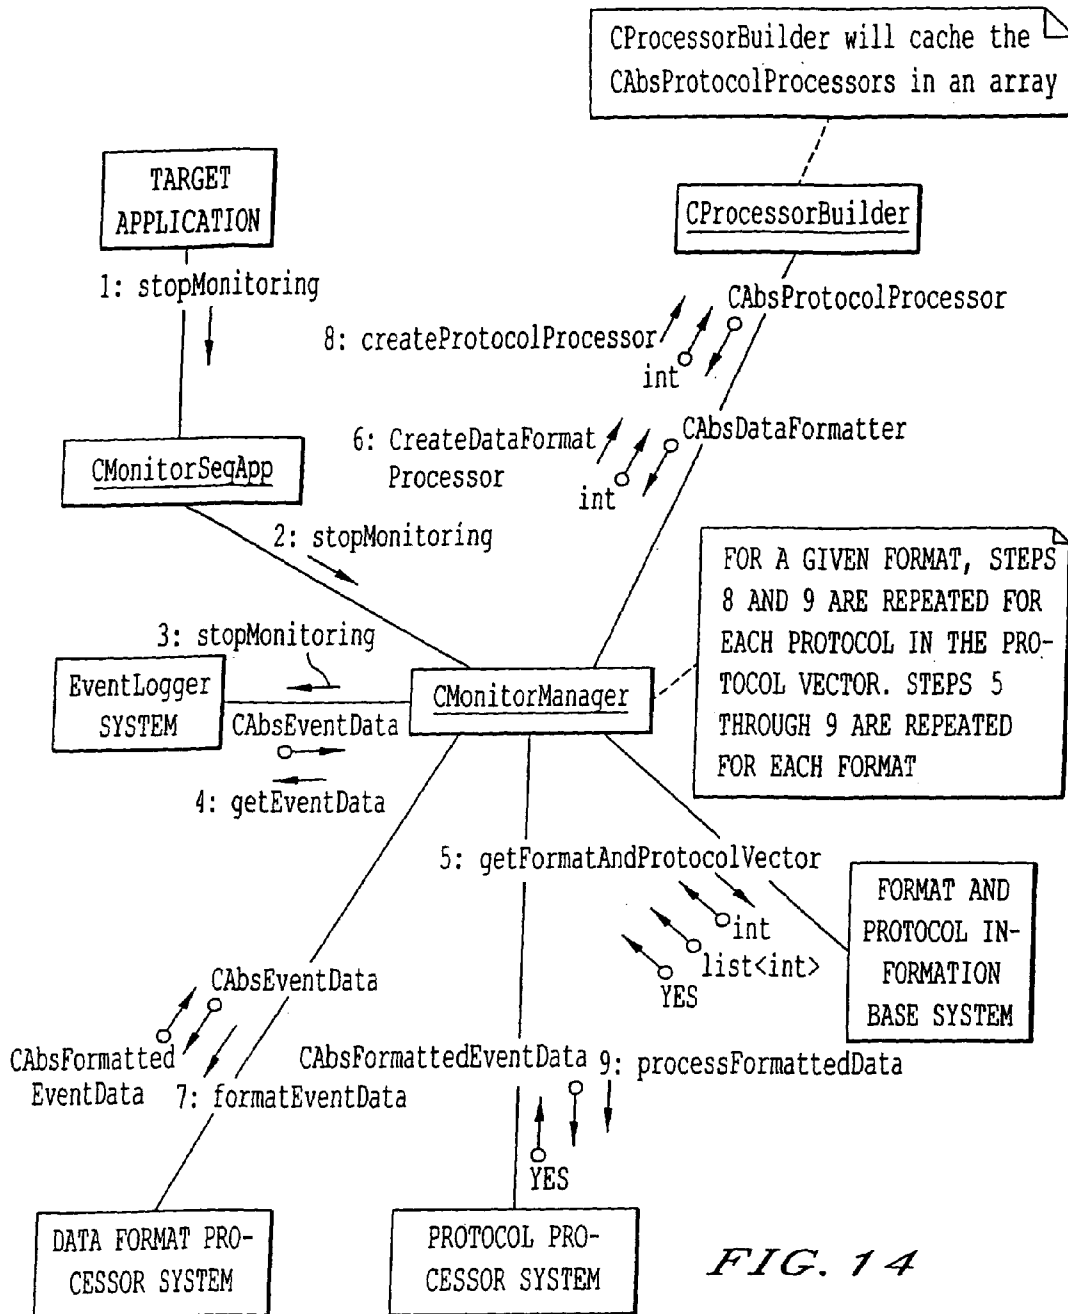 CProcessorBuilder will cache the
CAbsProtocolProcessors in an array
TARGET
APPLICATION
CProcessorBuilder
1: stopMonitoring
CAbsProtocolProcessor
8: createProtocolProcessor
int
CAbsDataFormatter
6: CreateDataFormat
Processor
int
CMonitorSeqApp
2: stopMonitoring
FOR A GIVEN FORMAT, STEPS
8 AND 9 ARE REPEATED FOR
EACH PROTOCOL IN THE PRO-
TOCOL VECTOR. STEPS 5
THROUGH 9 ARE REPEATED
FOR EACH FORMAT
3: stopMonitoring
EventLogger
SYSTEM
CMonitorManager
CAbsEventData
4: getEventData
5: getFormatAndProtocolVector
int
list<int>
YES
FORMAT AND
PROTOCOL IN-
FORMATION
BASE SYSTEM
CAbsEventData
CAbsFormatted
EventData
7: formatEventData
CAbsFormattedEventData
9: processFormattedData
YES
DATA FORMAT PRO-
CESSOR SYSTEM
PROTOCOL PRO-
CESSOR SYSTEM
FIG. 14